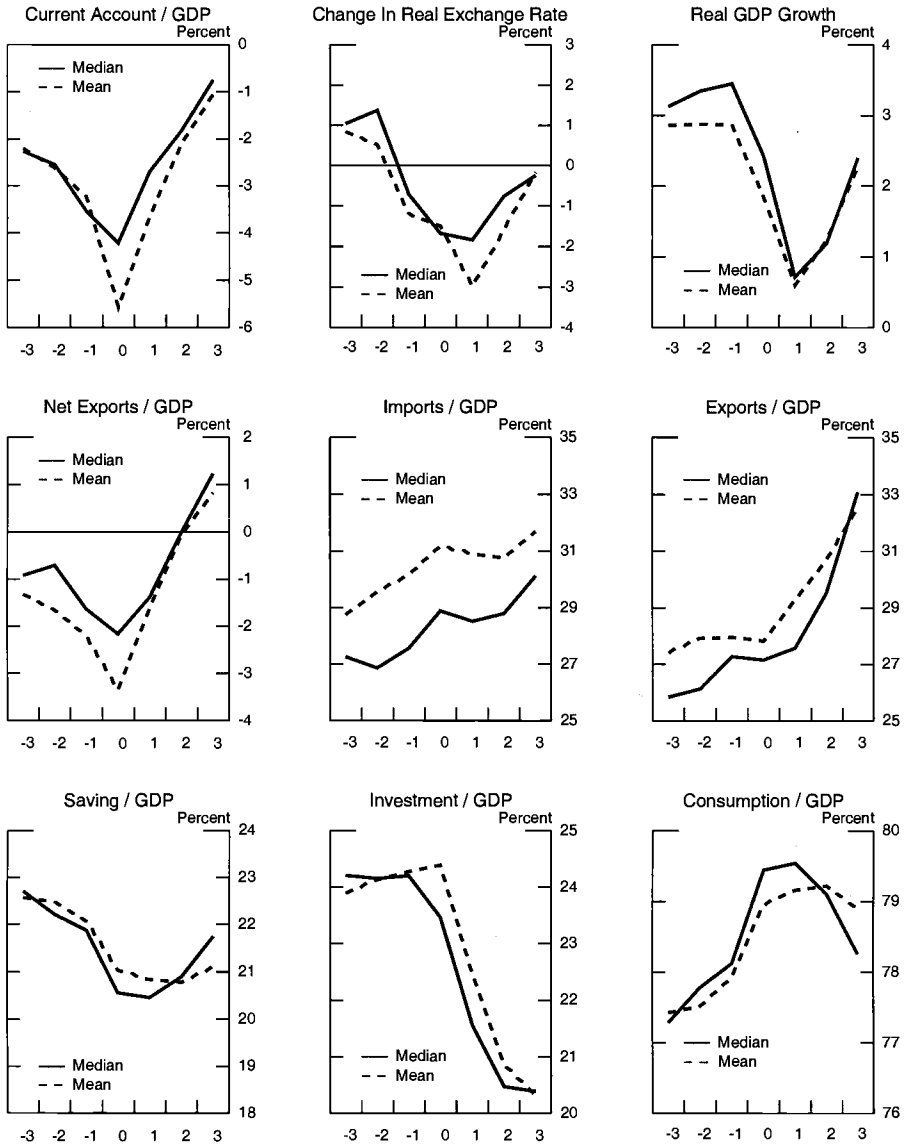 Current Account / GDP
Percent
Median
Mean
0
-1
-2
-3
-4
-5
-6
-3 -2 -1 0 1 2 3
Change In Real Exchange Rate
Percent
3
2
1
0
-1
-2
-3
-4
Median
Mean
-3 -2 -1 0 1 2 3
Real GDP Growth
Percent
4
3
2
1
0
Median
Mean
-3 -2 -1 0 1 2 3
Net Exports / GDP
Percent
Median
Mean
2
1
0
-1
-2
-3
-4
-3 -2 -1 0 1 2 3
Imports / GDP
Percent
Median
Mean
35
33
31
29
27
25
-3 -2 -1 0 1 2 3
Exports / GDP
Percent
Median
Mean
35
33
31
29
27
25
-3 -2 -1 0 1 2 3
Saving / GDP
Percent
24
23
22
21
20
19
18
Median
Mean
-3 -2 -1 0 1 2 3
Investment / GDP
Percent
25
24
23
22
21
20
Median
Mean
-3 -2 -1 0 1 2 3
Consumption / GDP
Percent
80
79
78
77
76
Median
Mean
-3 -2 -1 0 1 2 3